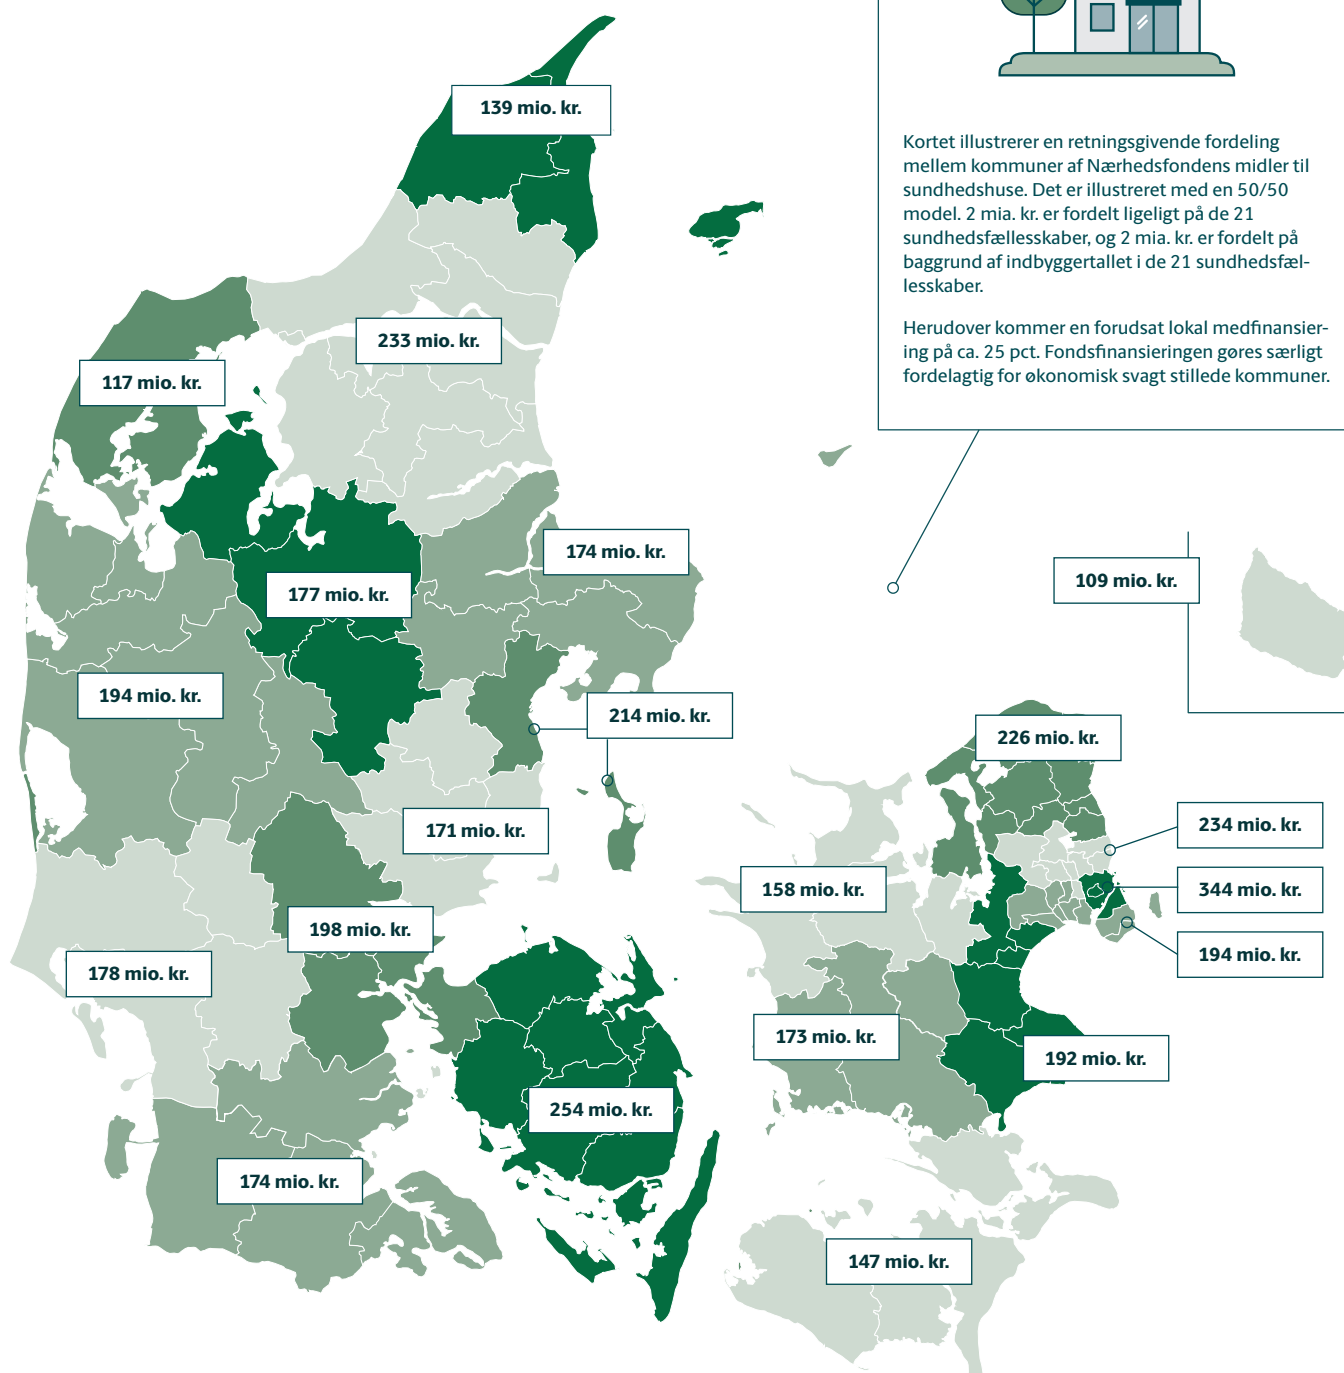 139 mio. kr.
Kortet illustrerer en retningsgivende fordeling
mellem kommuner af Nærhedsfondens midler til
sundhedshuse. Det er illustreret med en 50/50
model. 2 mia. kr. er fordelt ligeligt på de 21
sundhedsfællesskaber, og 2 mia. kr. er fordelt på
baggrund af indbyggertallet i de 21 sundhedsfæl-
lesskaber.
Herudover kommer en forudsat lokal medfinansier-
ing på ca. 25 pct. Fondsfinansieringen gøres særligt
fordelagtig for økonomisk svagt stillede kommuner.
233 mio. kr.
117 mio. kr.
174 mio. kr.
177 mio. kr.
109 mio. kr.
194 mio. kr.
214 mio. kr.
226 mio. kr.
171 mio. kr.
234 mio. kr.
158 mio. kr.
344 mio. kr.
198 mio. kr.
194 mio. kr.
178 mio. kr.
173 mio. kr.
192 mio. kr.
254 mio. kr.
174 mio. kr.
147 mio. kr.